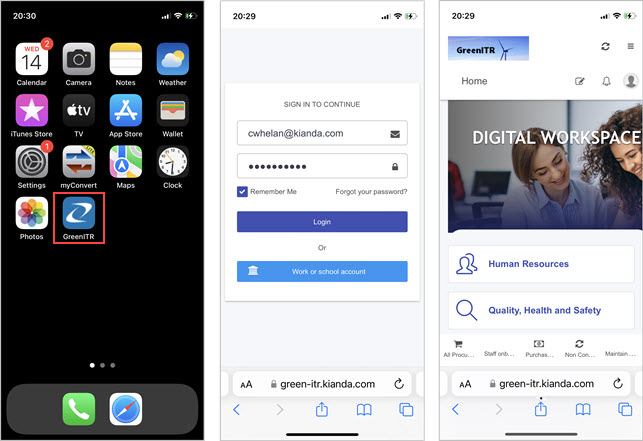 20:30
2
WED
14
Calendar
Camera
Notes
Weather
iTunes Store
tv
TV
App Store
Wallet
1
Settings
myConvert
Maps
Clock
Photos
GreenITR
20:29
SIGN IN TO CONTINUE
cwhelan@kianda.com
Remember Me
Forgot your password?
Login
Or
Work or school account
AA
green-itr.kianda.com
20:29
GreenITR
Home
DIGITAL WORKSPACE
Human Resources
Quality, Health and Safety
All Procu...
Staff onb...
Purchas...
Non Con...
Maintain ...
AA
green-itr.kianda.com